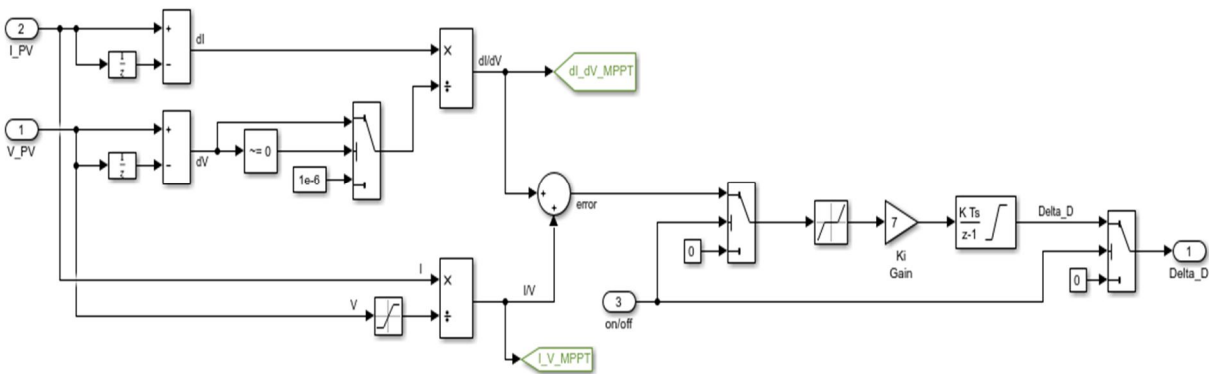 2
I_PV
+
−
dI
1
z
×
÷
dI/dV
dI_dV_MPPT
1
V_PV
+
−
dV
1
z
~= 0
1e-6
+
+
error
I
×
÷
V
I/V
I_V_MPPT
0
3
on/off
7
Ki
Gain
K Ts
z-1
Delta_D
0
1
Delta_D